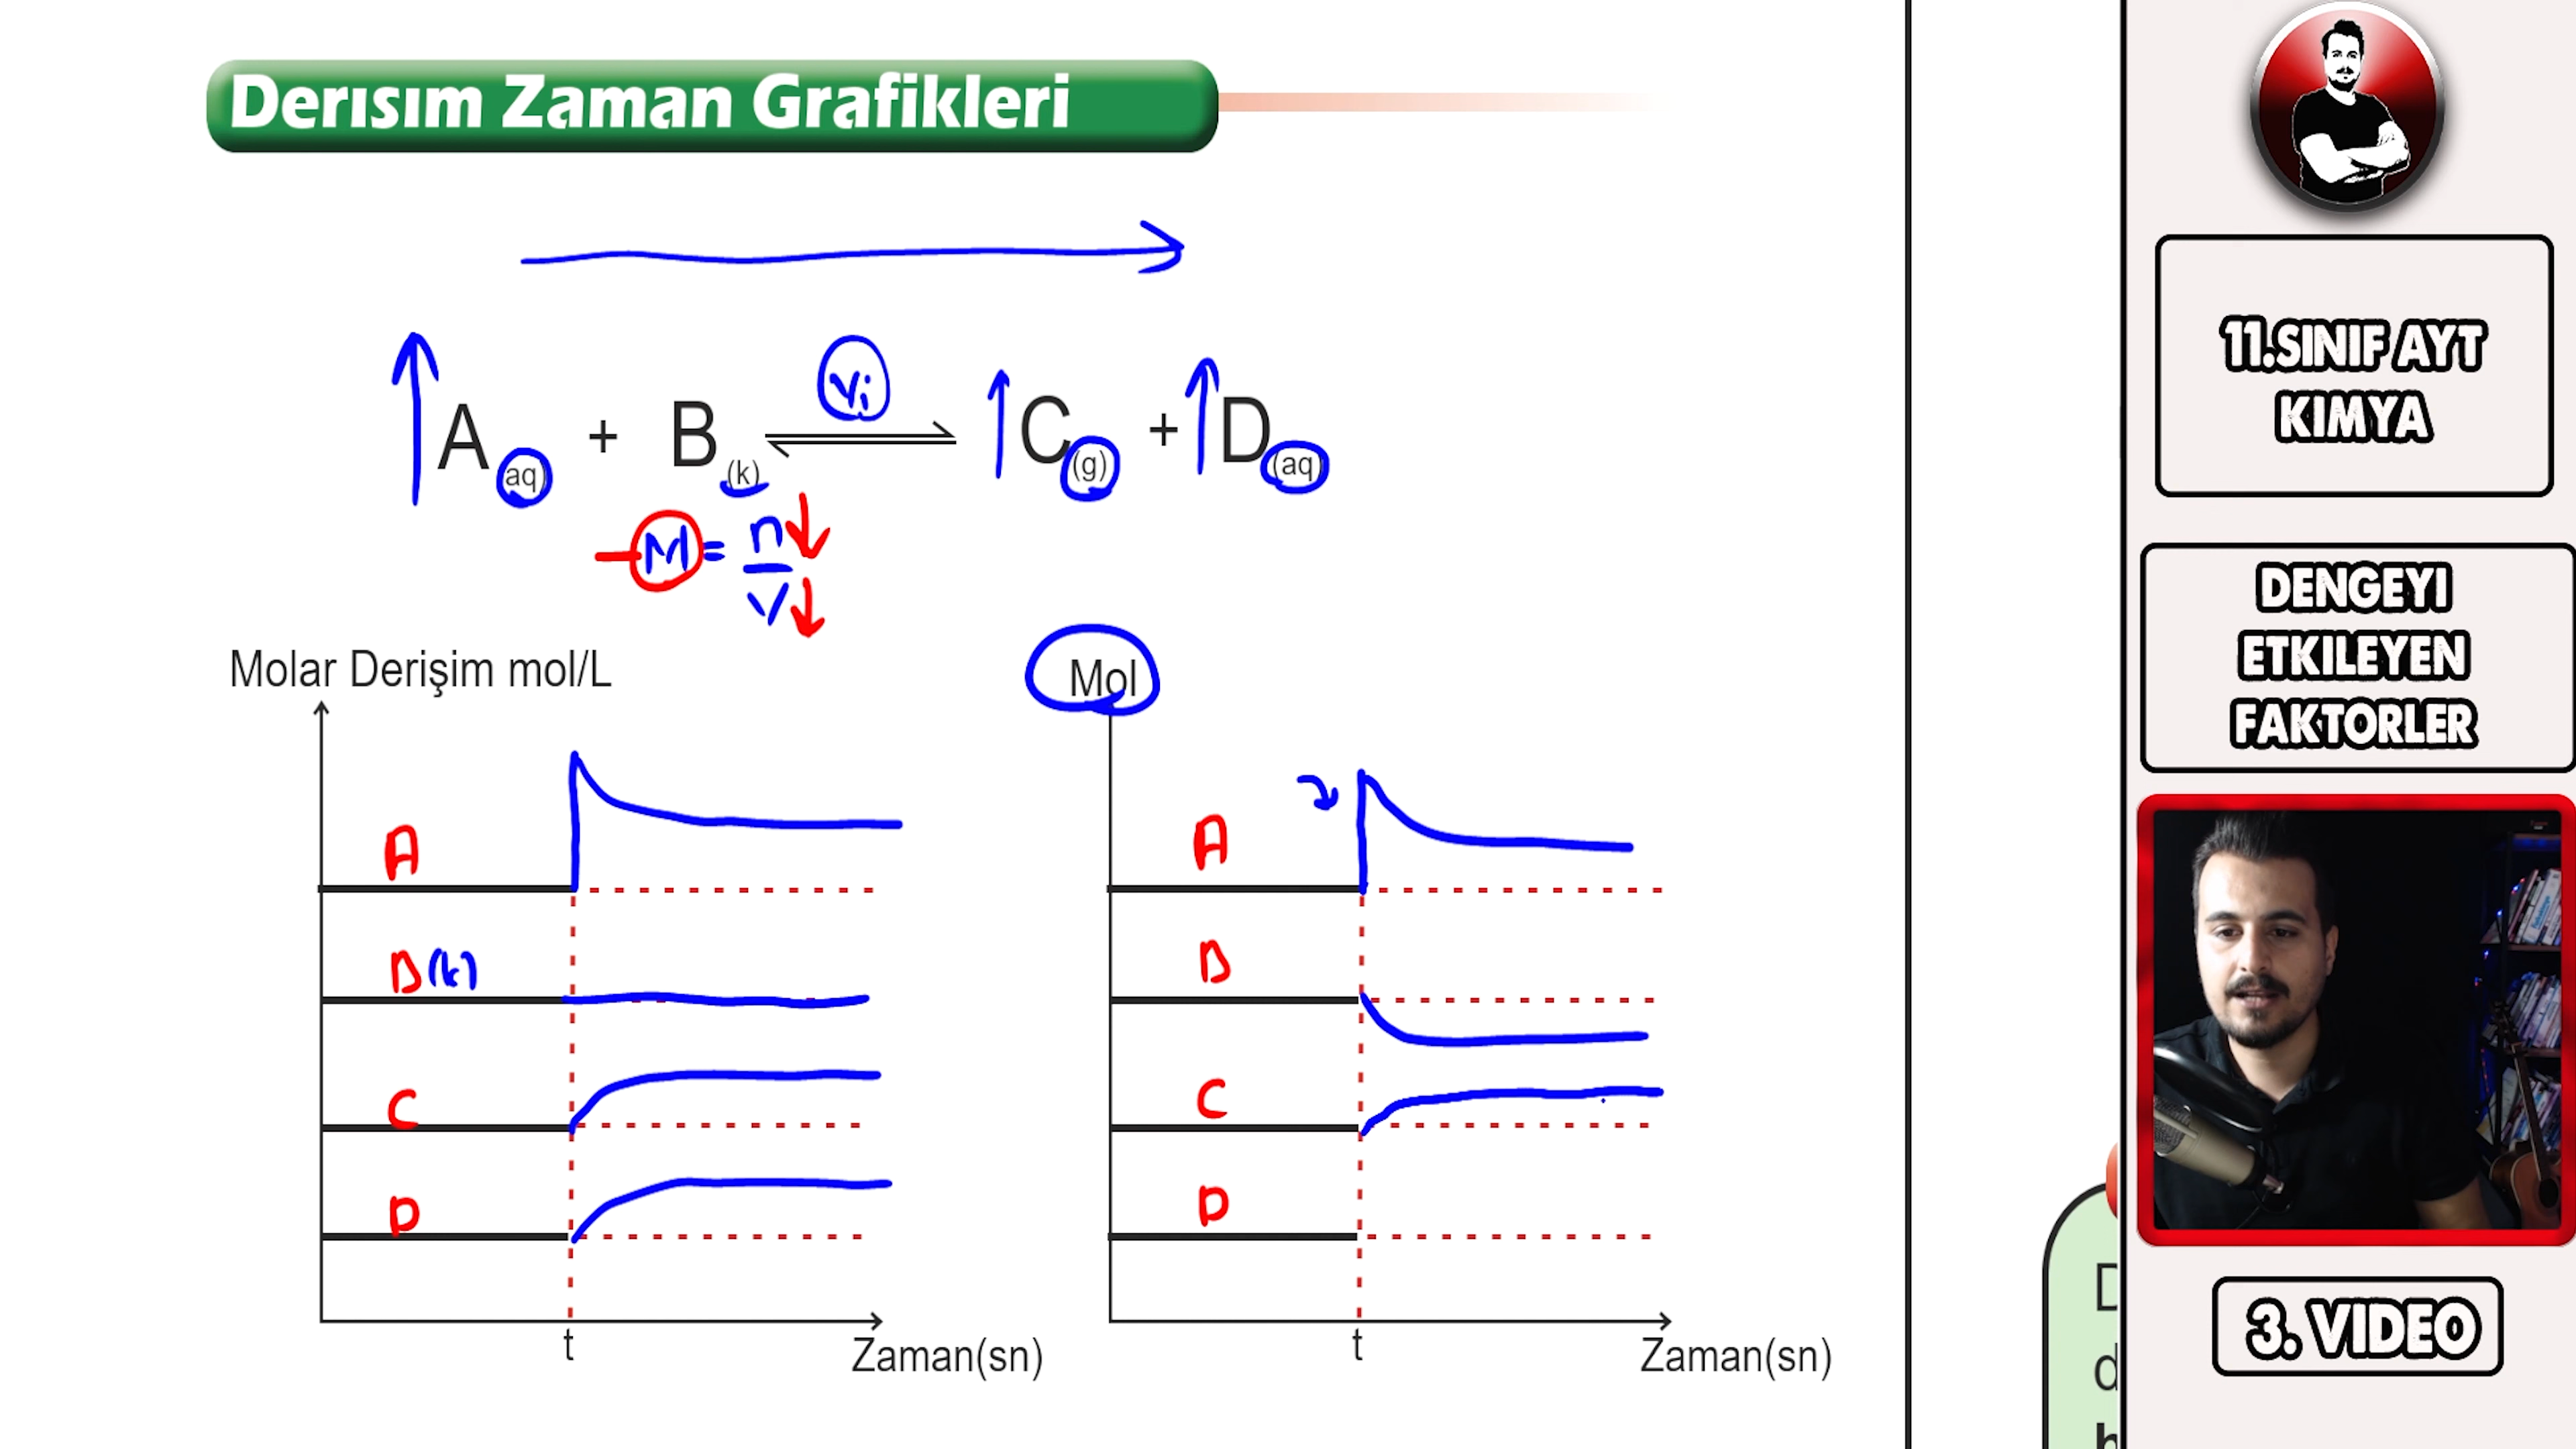 Derısım Zaman Grafikleri
Vi
A(aq) + B(k) ⇌ C(g) + D(aq)
M = n
V
Molar Derişim mol/L
A
B(k)
C
D
t
Zaman(sn)
Mol
A
B
C
D
t
Zaman(sn)
11.SINIF AYT
KIMYA
DENGEYI
ETKILEYEN
FAKTORLER
3. VIDEO